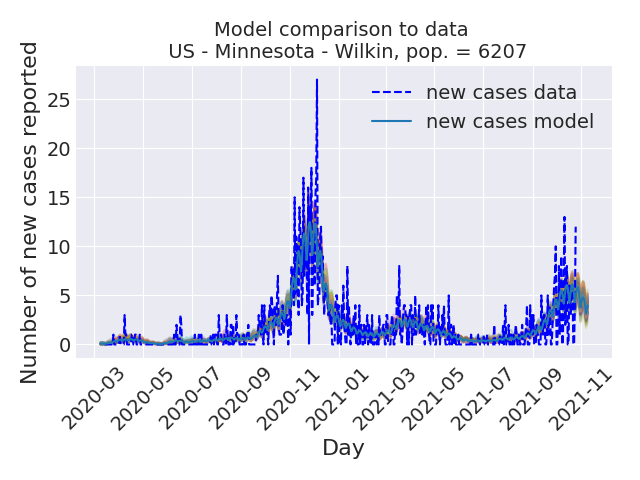 Model comparison to data
US - Minnesota - Wilkin, pop. = 6207
Number of new cases reported
25
20
15
10
5
0
new cases data
new cases model
2020-03
2020-05
2020-07
2020-09
2020-11
2021-01
2021-03
2021-05
2021-07
2021-09
2021-11
Day